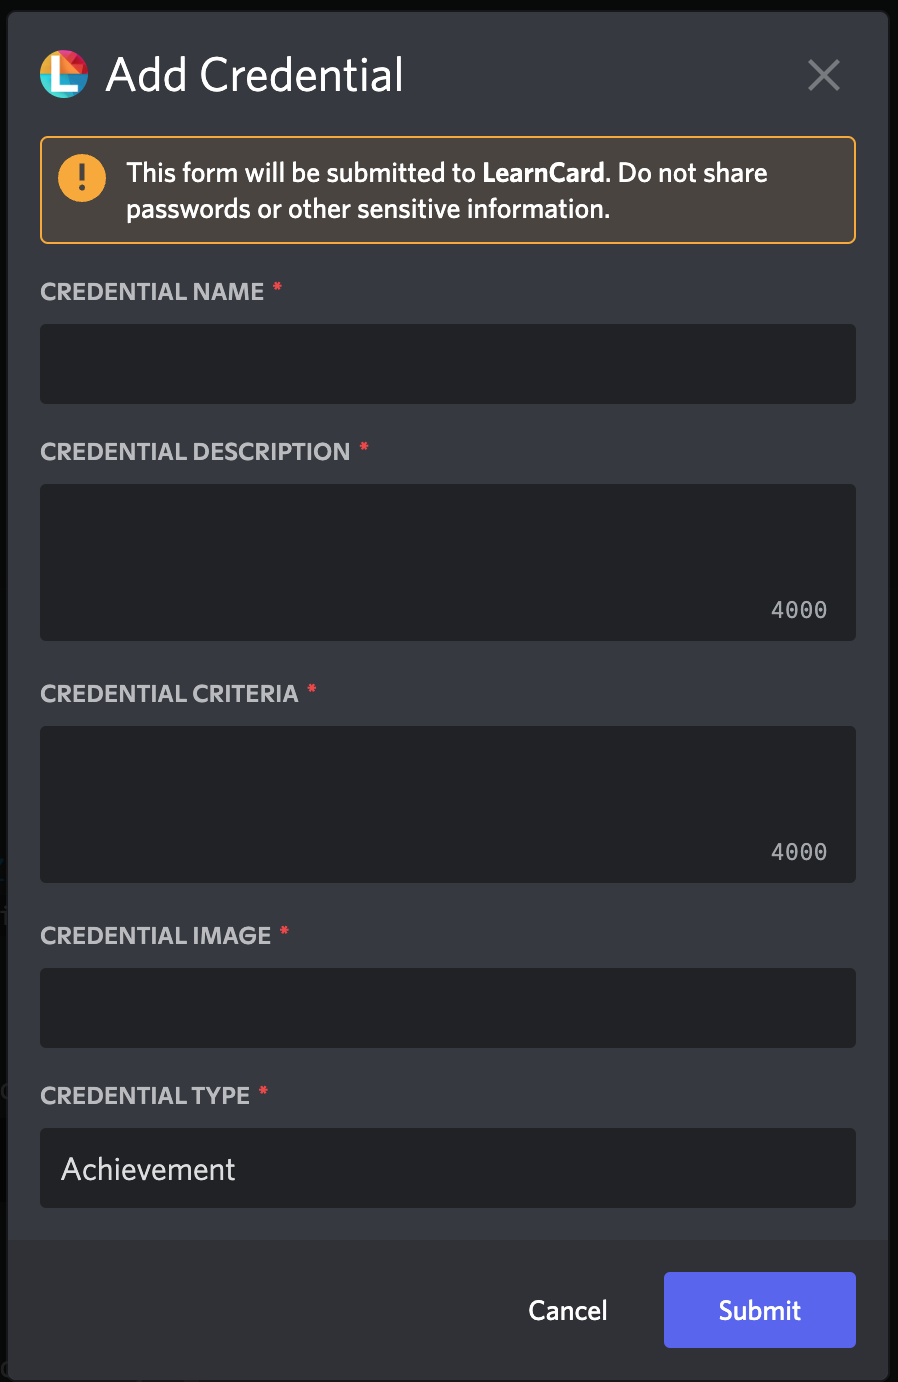 L Add Credential
! This form will be submitted to LearnCard. Do not share
passwords or other sensitive information.
CREDENTIAL NAME *
CREDENTIAL DESCRIPTION *
4000
CREDENTIAL CRITERIA *
4000
CREDENTIAL IMAGE *
CREDENTIAL TYPE *
Achievement
Cancel Submit